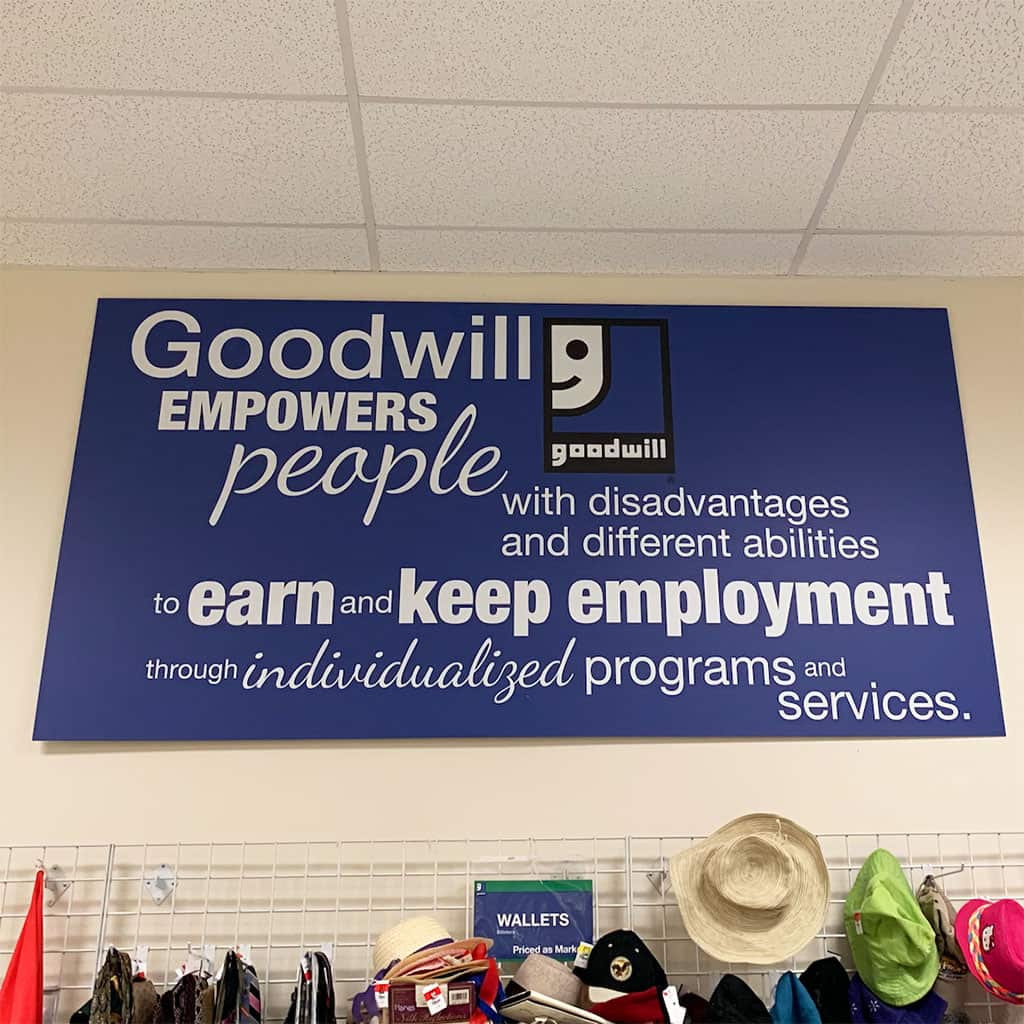 Goodwill
EMPOWERS
people
goodwill
with disadvantages
and different abilities
to earn and keep employment
through individualized programs and
services.
WALLETS
Priced as Marke